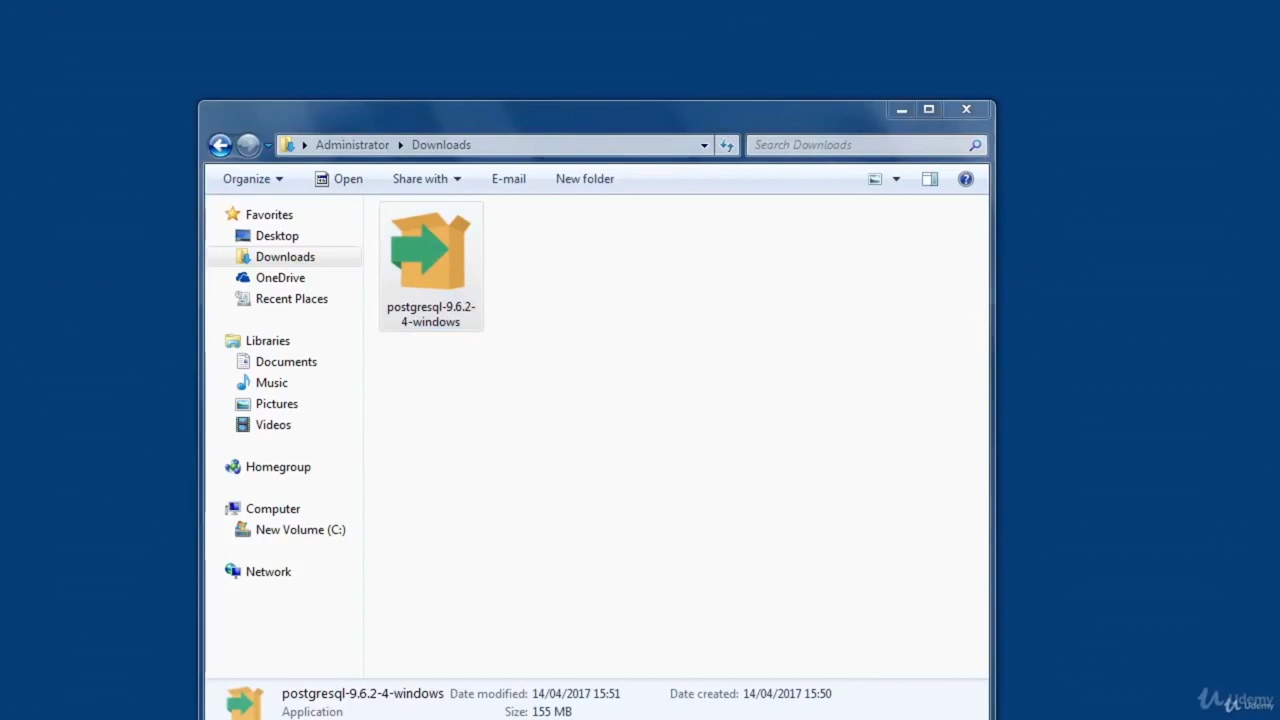 Administrator Downloads
Search Downloads
Organize Open Share with E-mail New folder
Favorites
Desktop
Downloads
OneDrive
Recent Places
Libraries
Documents
Music
Pictures
Videos
Homegroup
Computer
New Volume (C:)
Network
postgresql-9.6.2-
4-windows
postgresql-9.6.2-4-windows Date modified: 14/04/2017 15:51 Date created: 14/04/2017 15:50
Application Size: 155 MB
Udemy
Udemy